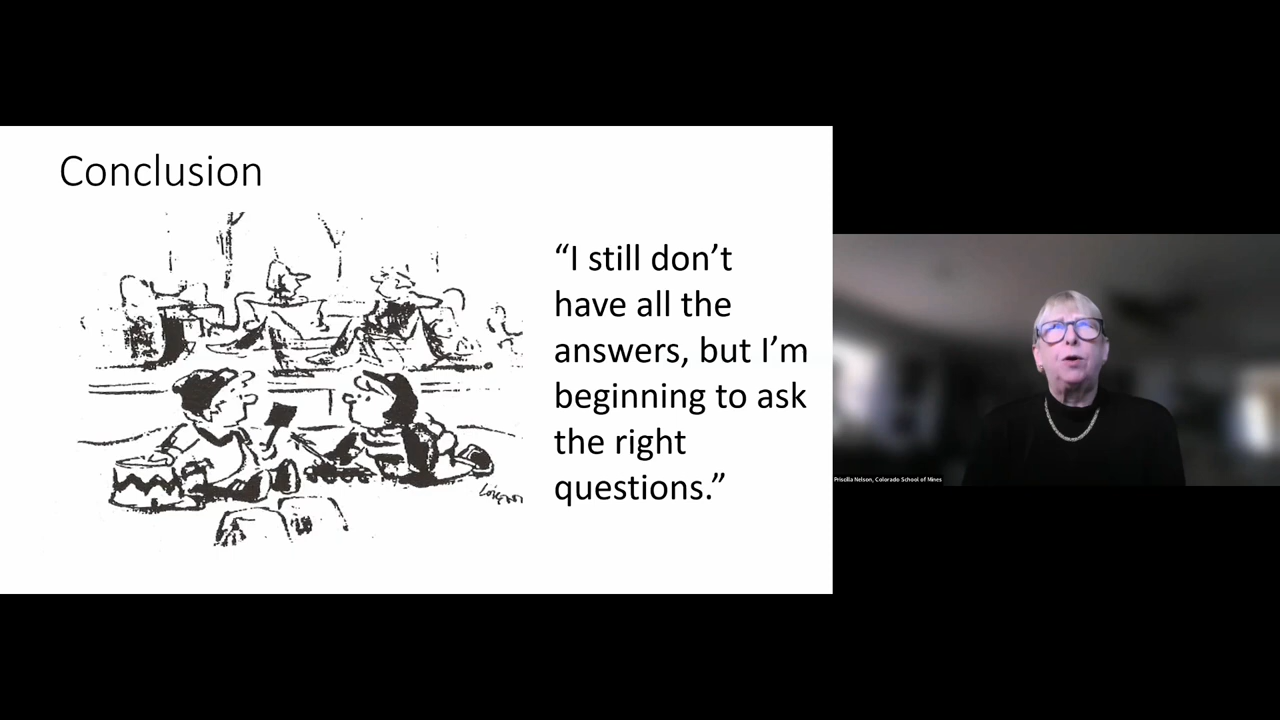 Conclusion
“I still don’t
have all the
answers, but I’m
beginning to ask
the right
questions.”
Priscilla Nelson, Colorado School of Mines